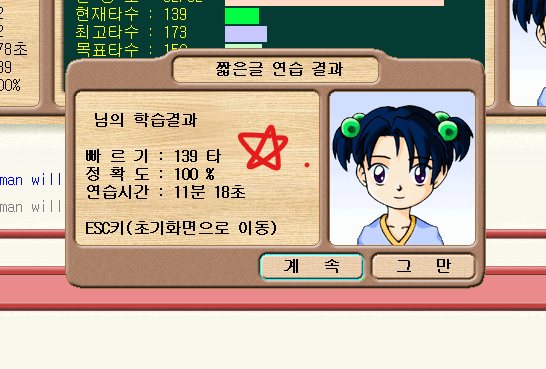 현재타수 : 139
최고타수 : 173
목표타수 : 150
78초
39
00%
짧은글 연습 결과
님의 학습결과
빠 르 기 : 139 타
정 확 도 : 100 %
연습시간 : 11분 18초
ESC키(초기화면으로 이동)
man will
man will
계 속
그 만